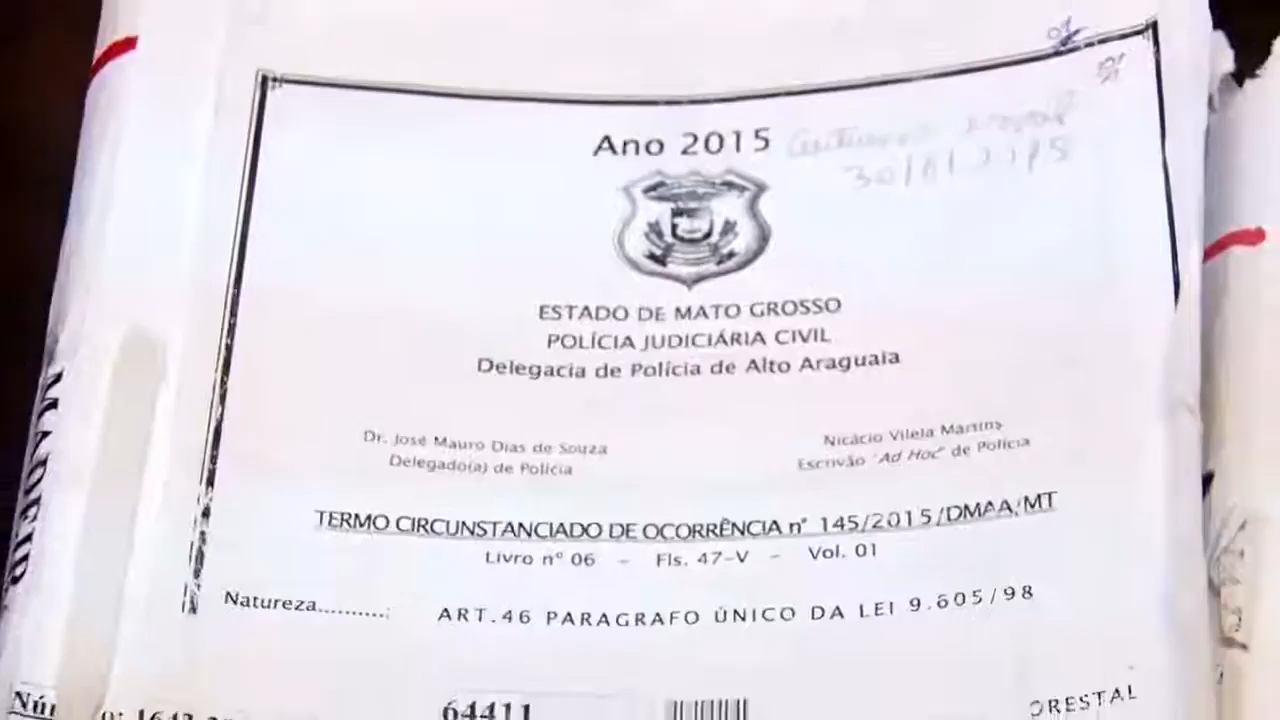 01
Ano 2015
ESTADO DE MATO GROSSO
POLÍCIA JUDICIÁRIA CIVIL
Delegacia de Polícia de Alto Araguaia
Dr. José Mauro Dias de Souza
Delegado(a) de Polícia
Nicácio Vilela Martins
Escrivão "Ad Hoc" de Polícia
TERMO CIRCUNSTANCIADO DE OCORRÊNCIA nº 145/2015/DMAA/MT
Livro nº 06 – Fls. 47-V – Vol. 01
Natureza..........: ART.46 PARAGRAFO ÚNICO DA LEI 9.605/98
64411
ORESTAL